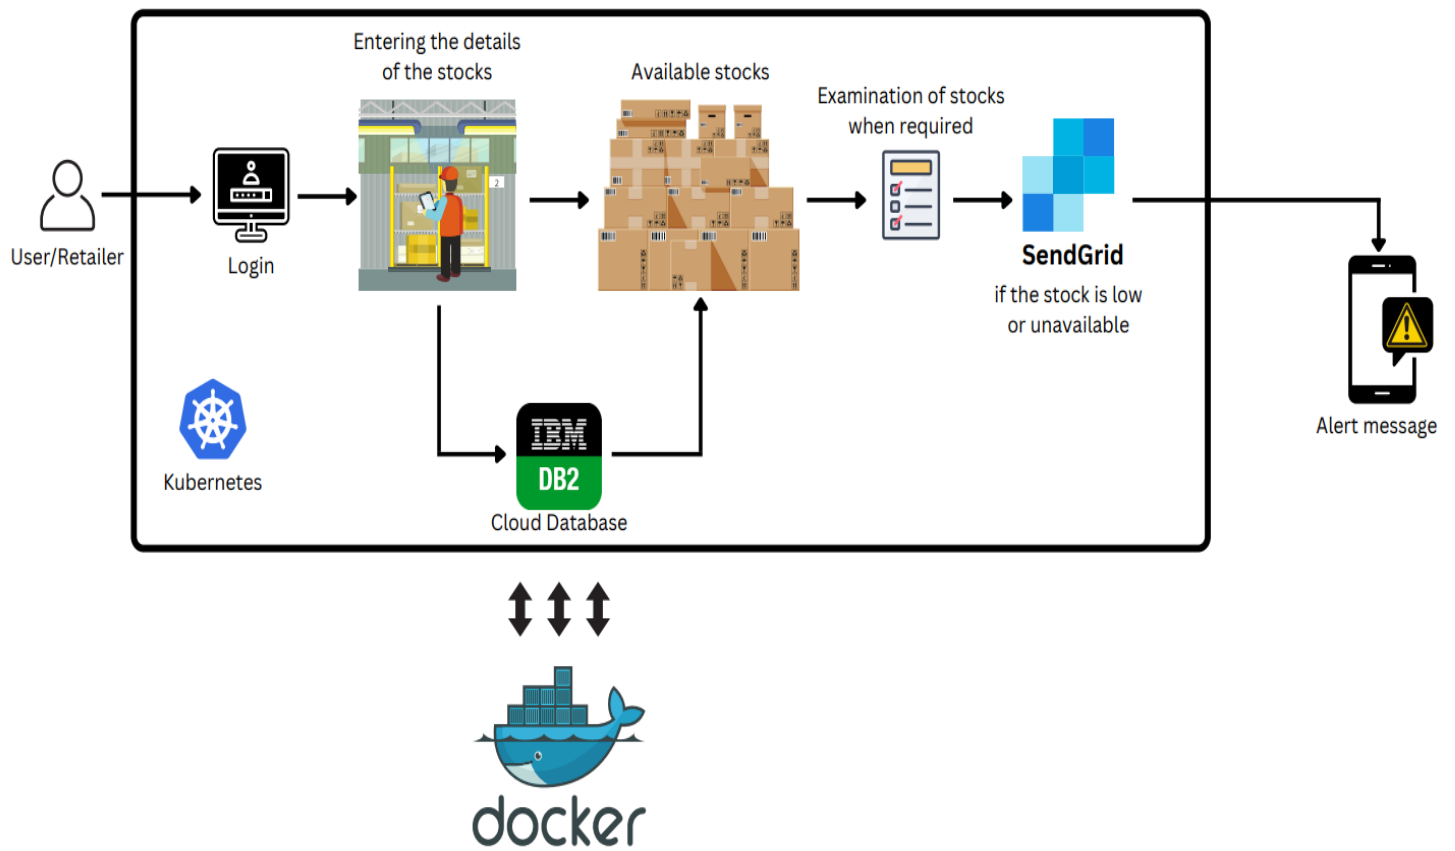 Entering the details
of the stocks
Available stocks
Examination of stocks
when required
2
User/Retailer
Login
SendGrid
if the stock is low
or unavailable
Alert message
Kubernetes
IBM
DB2
Cloud Database
docker